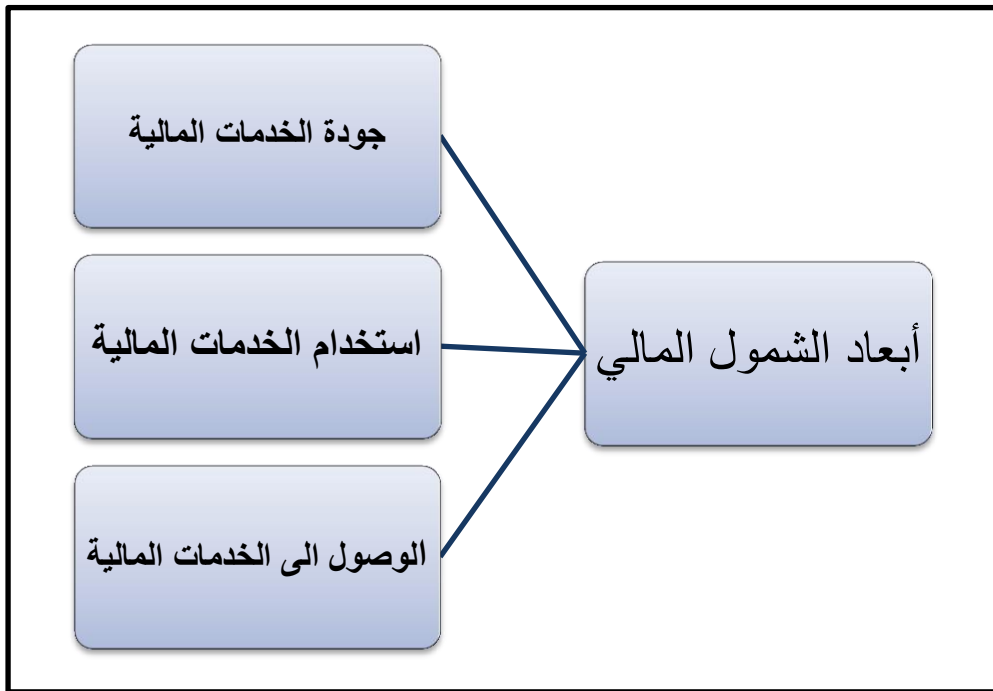 جودة الخدمات المالية
استخدام الخدمات المالية
أبعاد الشمول المالي
الوصول الى الخدمات المالية